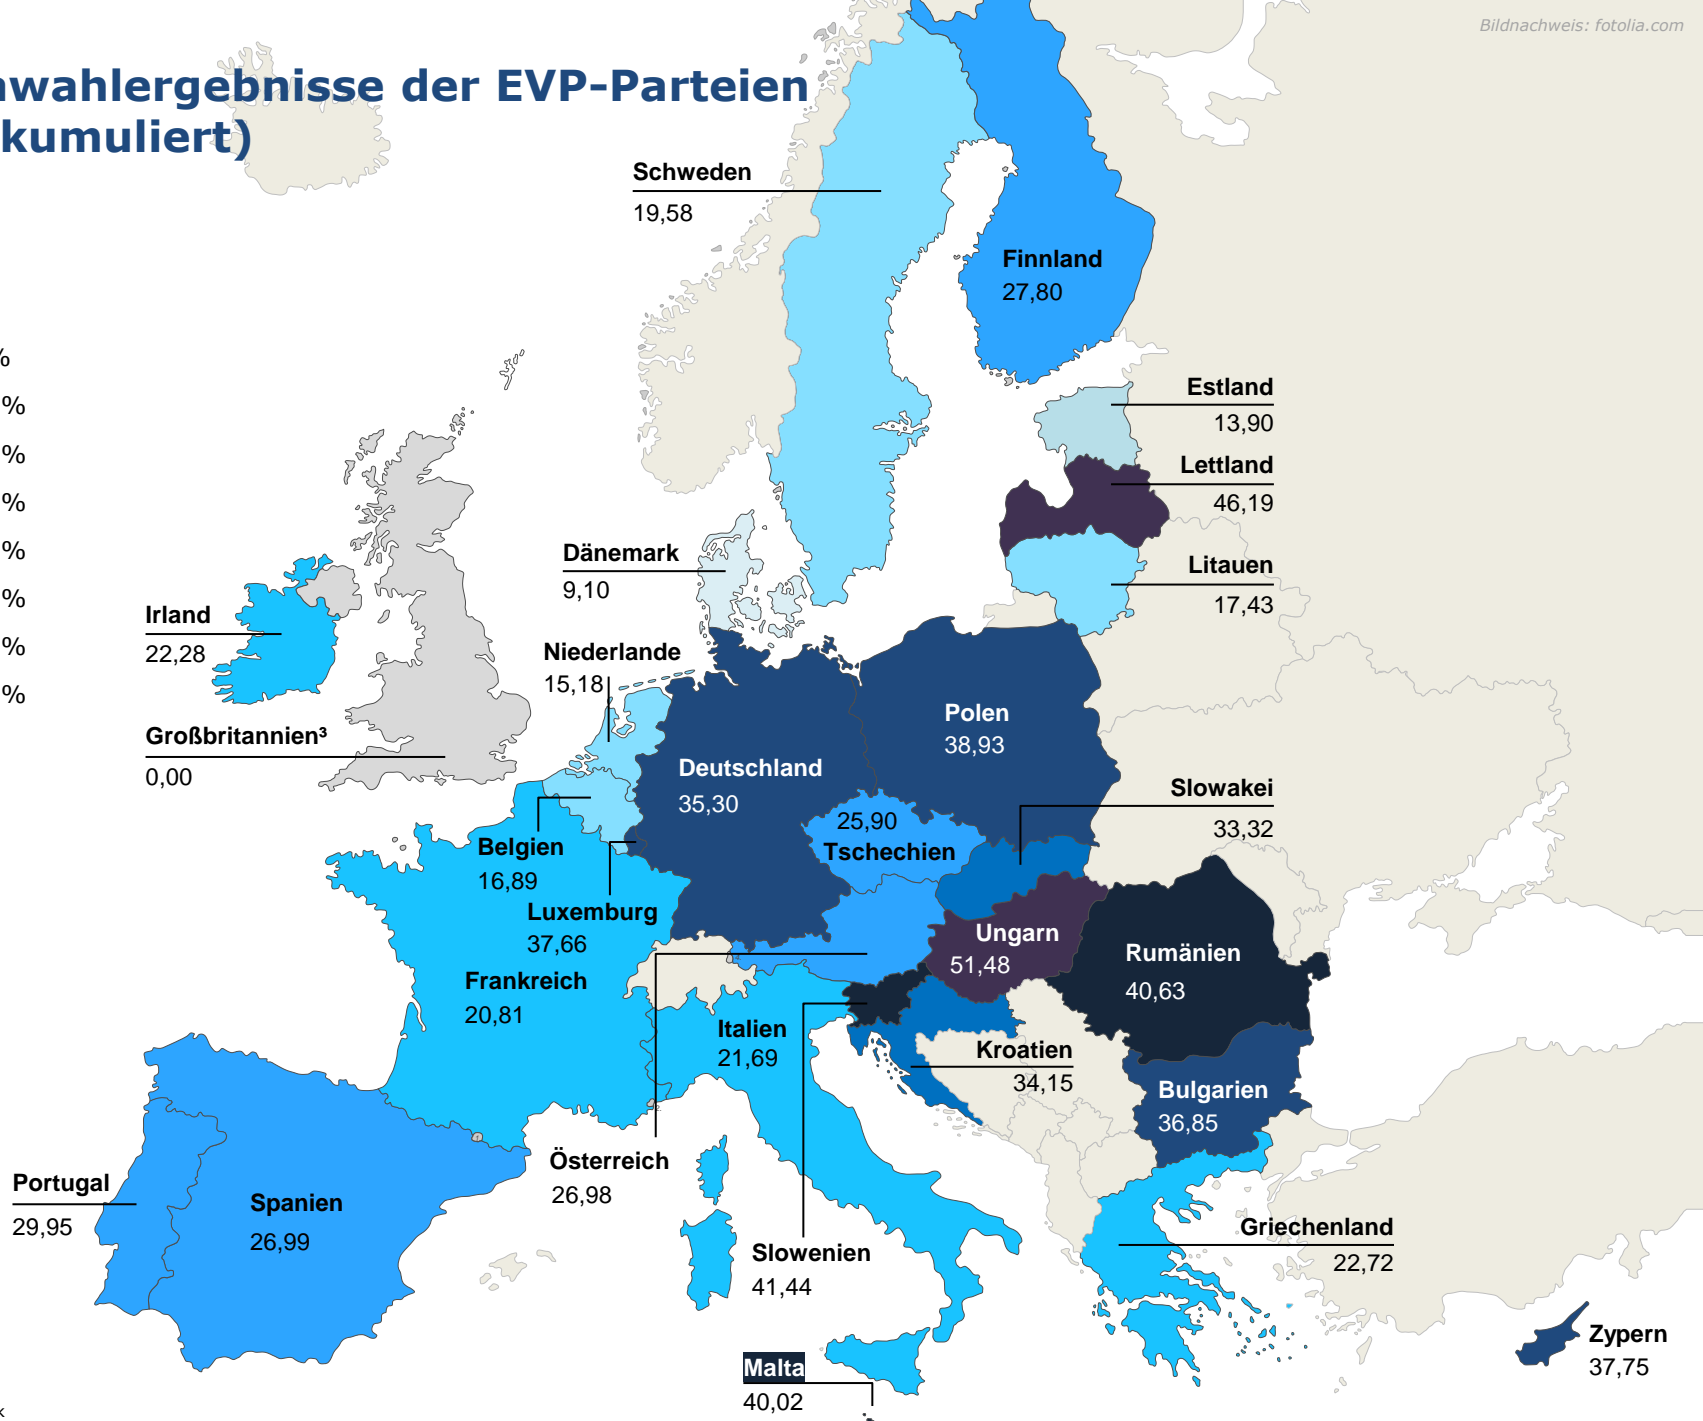 Bildnachweis: fotolia.com
wahlergebnisse der EVP-Parteien
kumuliert)
Schweden
19,58
Finnland
27,80
%
%
%
%
%
%
%
%
Estland
13,90
Lettland
46,19
Litauen
17,43
Dänemark
9,10
Irland
22,28
Niederlande
15,18
Großbritannien³
0,00
Polen
38,93
Deutschland
35,30
Slowakei
33,32
25,90
Tschechien
Belgien
16,89
Luxemburg
37,66
Ungarn
51,48
Rumänien
40,63
Frankreich
20,81
Italien
21,69
Kroatien
34,15
Bulgarien
36,85
Österreich
26,98
Portugal
29,95
Spanien
26,99
Slowenien
41,44
Griechenland
22,72
Zypern
37,75
Malta
40,02